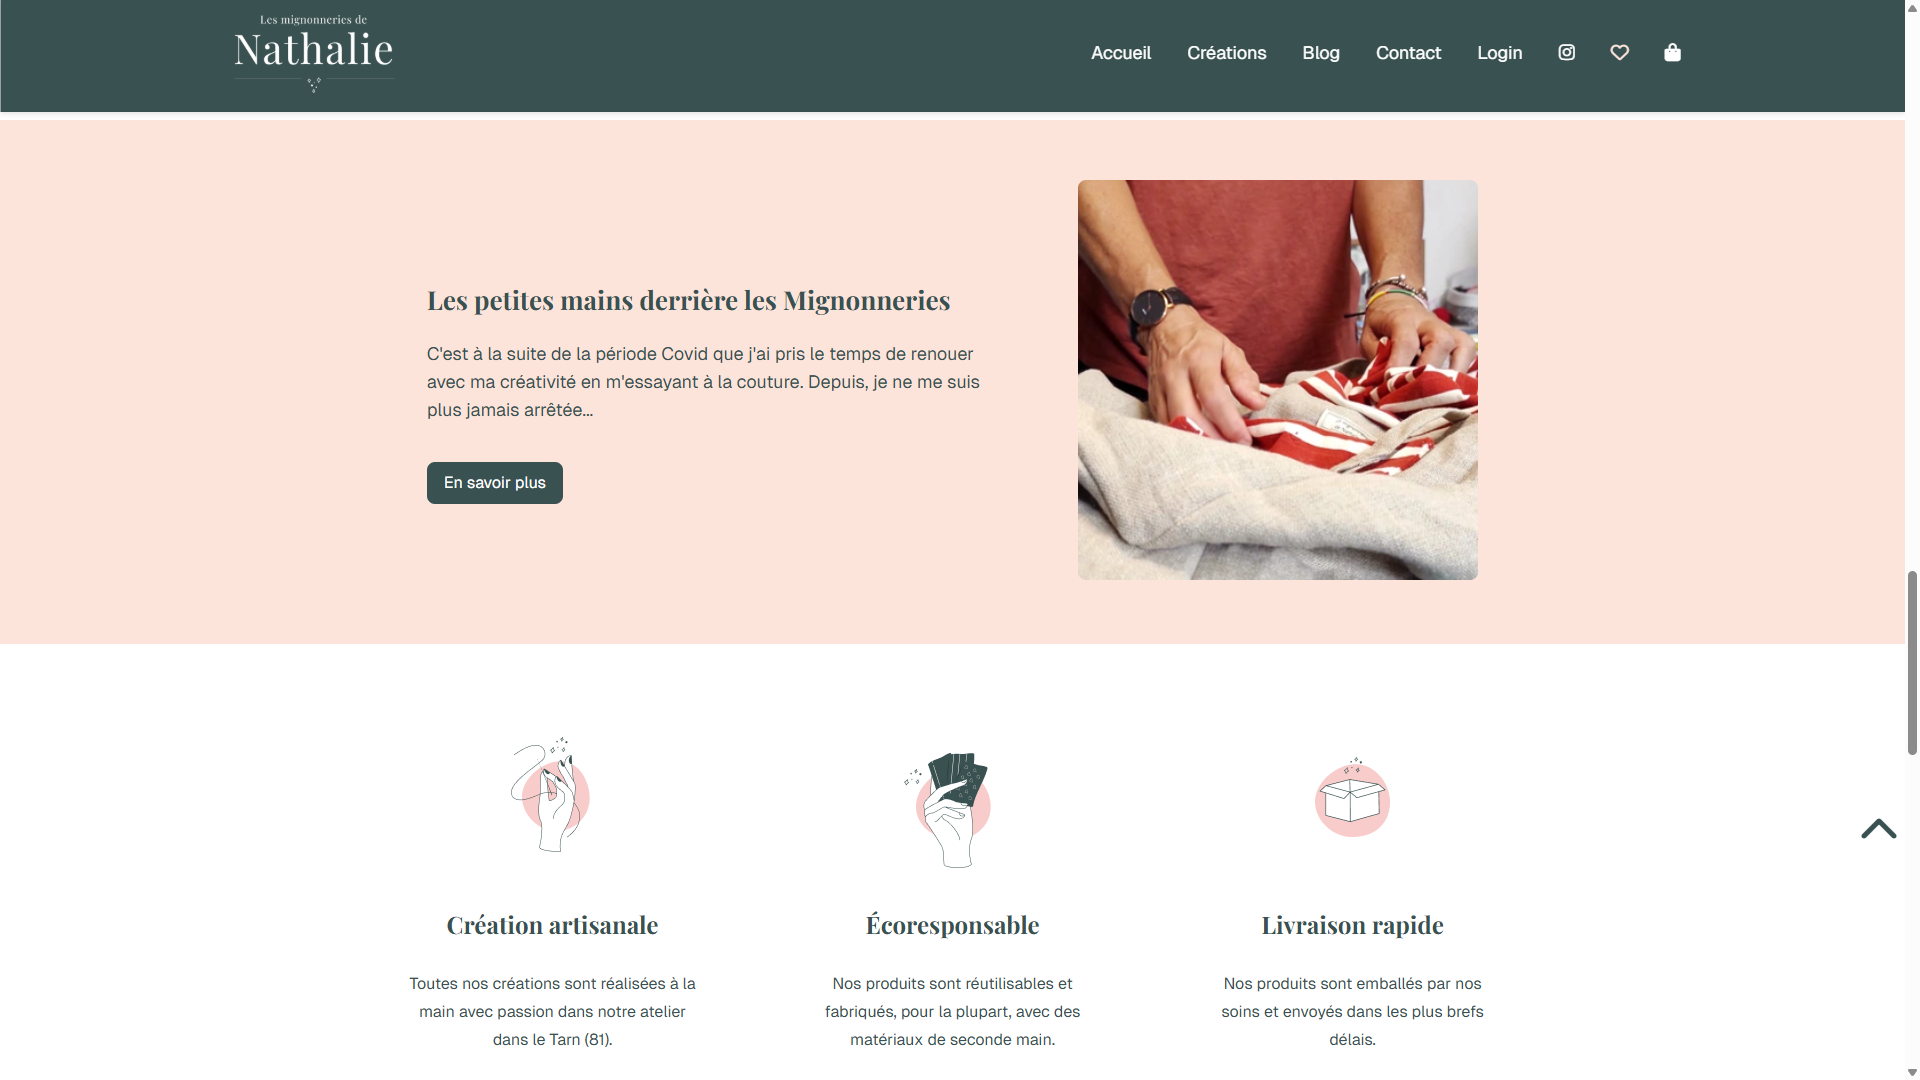 Les mignonneries de
Nathalie
Accueil
Créations
Blog
Contact
Login
Les petites mains derrière les Mignonneries
C'est à la suite de la période Covid que j'ai pris le temps de renouer
avec ma créativité en m'essayant à la couture. Depuis, je ne me suis
plus jamais arrêtée...
En savoir plus
Création artisanale
Toutes nos créations sont réalisées à la
main avec passion dans notre atelier
dans le Tarn (81).
Écoresponsable
Nos produits sont réutilisables et
fabriqués, pour la plupart, avec des
matériaux de seconde main.
Livraison rapide
Nos produits sont emballés par nos
soins et envoyés dans les plus brefs
délais.